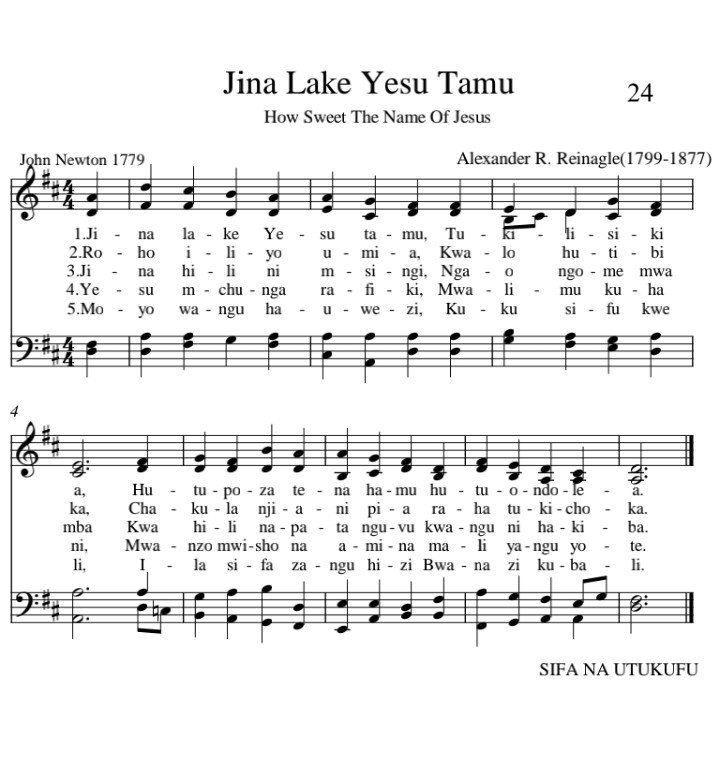 Jina Lake Yesu Tamu
24
How Sweet The Name Of Jesus
John Newton 1779
Alexander R. Reinagle(1799-1877)
4
4
1.Ji - na la - ke Ye - su ta - mu, Tu - ki - li - si - ki
2.Ro - ho i - li - yo u - mi - a, Kwa - lo hu - ti - bi
3.Ji - na hi - li ni m - si - ngi, Nga - o ngo - me mwa
4.Ye - su m - chu - nga ra - fi - ki, Mwa - li - mu ku - ha
5.Mo - yo wa - ngu ha - u - we - zi, Ku - ku si - fu kwe
4
4
4
a, Hu - tu - po - za te - na ha - mu hu - tu - o - ndo - le - a.
ka, Cha - ku - la nji - a - ni pi - a ra - ha tu - ki - cho - ka.
mba Kwa hi - li na - pa - ta ngu - vu kwa - ngu ni ha - ki - ba.
ni, Mwa - nzo mwi - sho na a - mi - na ma - li ya - ngu yo - te.
li, I - la si - fa za - ngu hi - zi Bwa - na zi ku - ba - li.
SIFA NA UTUKUFU